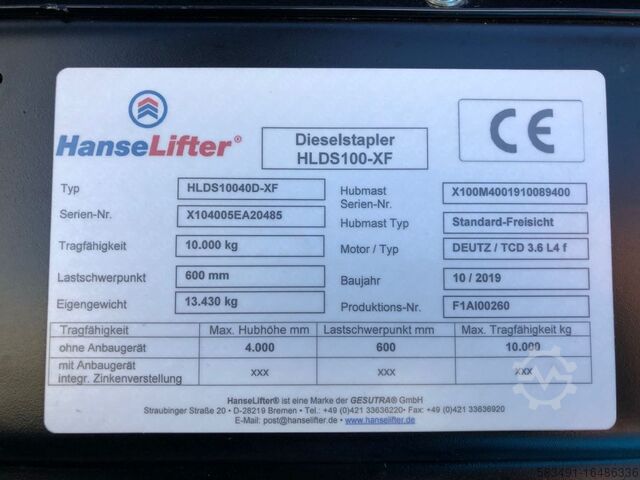 HanseLifter®
Dieselstapler
HLDS100-XF
CE
Typ HLDS10040D-XF
Serien-Nr. X104005EA20485
Tragfähigkeit 10.000 kg
Lastschwerpunkt 600 mm
Eigengewicht 13.430 kg
Hubmast
Serien-Nr. X100M4001910089400
Hubmast Typ Standard-Freisicht
Motor / Typ DEUTZ / TCD 3.6 L4 f
Baujahr 10 / 2019
Produktions-Nr. F1AI00260
Tragfähigkeit Max. Hubhöhe mm Lastschwerpunkt mm Max. Tragfähigkeit kg
ohne Anbaugerät 4.000 600 10.000
mit Anbaugerät
integr. Zinkenverstellung xxx xxx xxx
HanseLifter® ist eine Marke der GESUTRA® GmbH
Straubinger Straße 20 • D-28219 Bremen • Tel.: +49 (0)421 33636220• Fax: +49 (0)421 33636920
E-Mail: post@hanselifter.de • www.hanselifter.de
583491-16486336